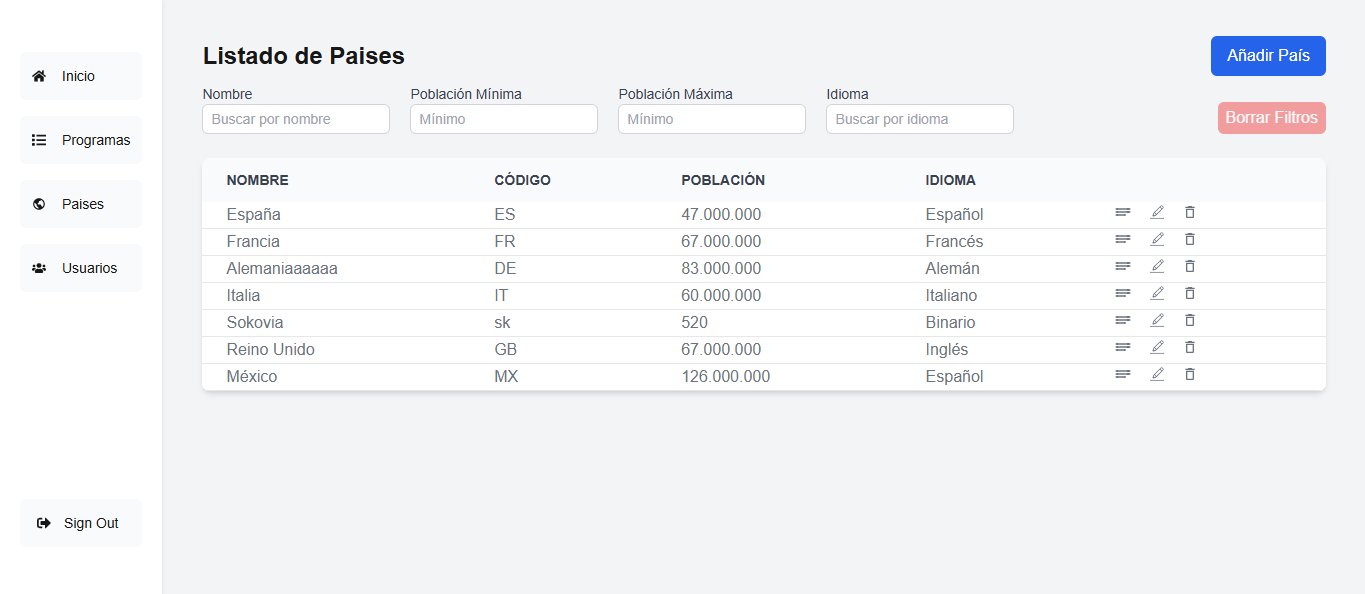 Inicio
Programas
Paises
Usuarios
Sign Out
Listado de Paises
Añadir País
Nombre Población Mínima Población Máxima Idioma
Buscar por nombre Mínimo Mínimo Buscar por idioma Borrar Filtros
NOMBRE CÓDIGO POBLACIÓN IDIOMA
España ES 47.000.000 Español
Francia FR 67.000.000 Francés
Alemaniaaaaaa DE 83.000.000 Alemán
Italia IT 60.000.000 Italiano
Sokovia sk 520 Binario
Reino Unido GB 67.000.000 Inglés
México MX 126.000.000 Español